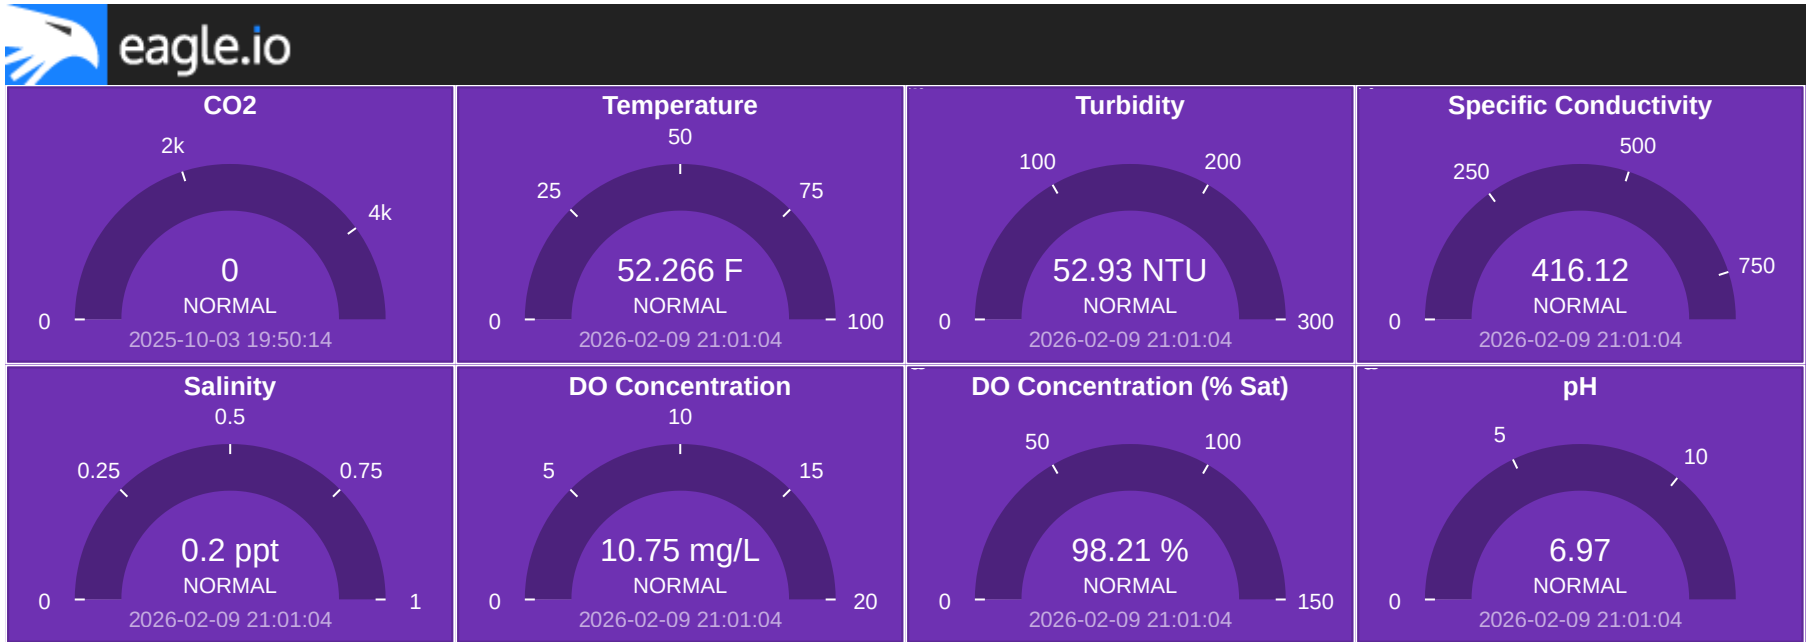 eagle.io
CO2
2k
4k
0
0
NORMAL
2025-10-03 19:50:14
Temperature
50
25
75
52.266 F
NORMAL
0
100
2026-02-09 21:01:04
Turbidity
100
200
52.93 NTU
NORMAL
0
300
2026-02-09 21:01:04
Specific Conductivity
500
250
750
416.12
NORMAL
0
2026-02-09 21:01:04
Salinity
0.5
0.25
0.75
0.2 ppt
NORMAL
0
1
2026-02-09 21:01:04
DO Concentration
10
5
15
10.75 mg/L
NORMAL
0
20
2026-02-09 21:01:04
DO Concentration (% Sat)
50
100
98.21 %
NORMAL
0
150
2026-02-09 21:01:04
pH
5
10
6.97
NORMAL
0
2026-02-09 21:01:04